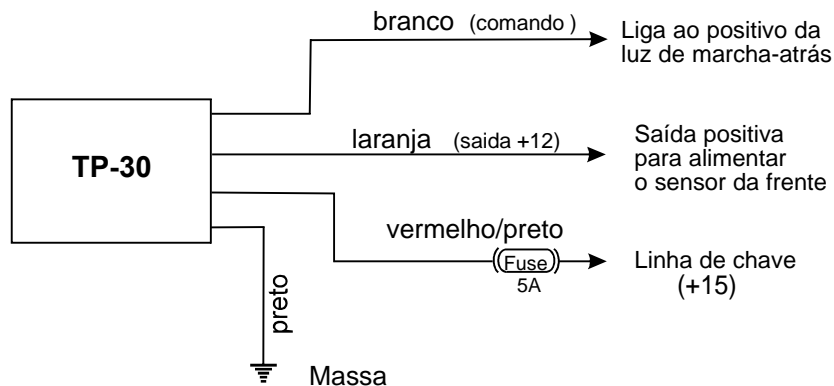 branco (comando )
Liga ao positivo da
luz de marcha-atrás
TP-30
laranja (saida +12)
Saída positiva
para alimentar
o sensor da frente
vermelho/preto
Fuse
5A
Linha de chave
(+15)
preto
Massa